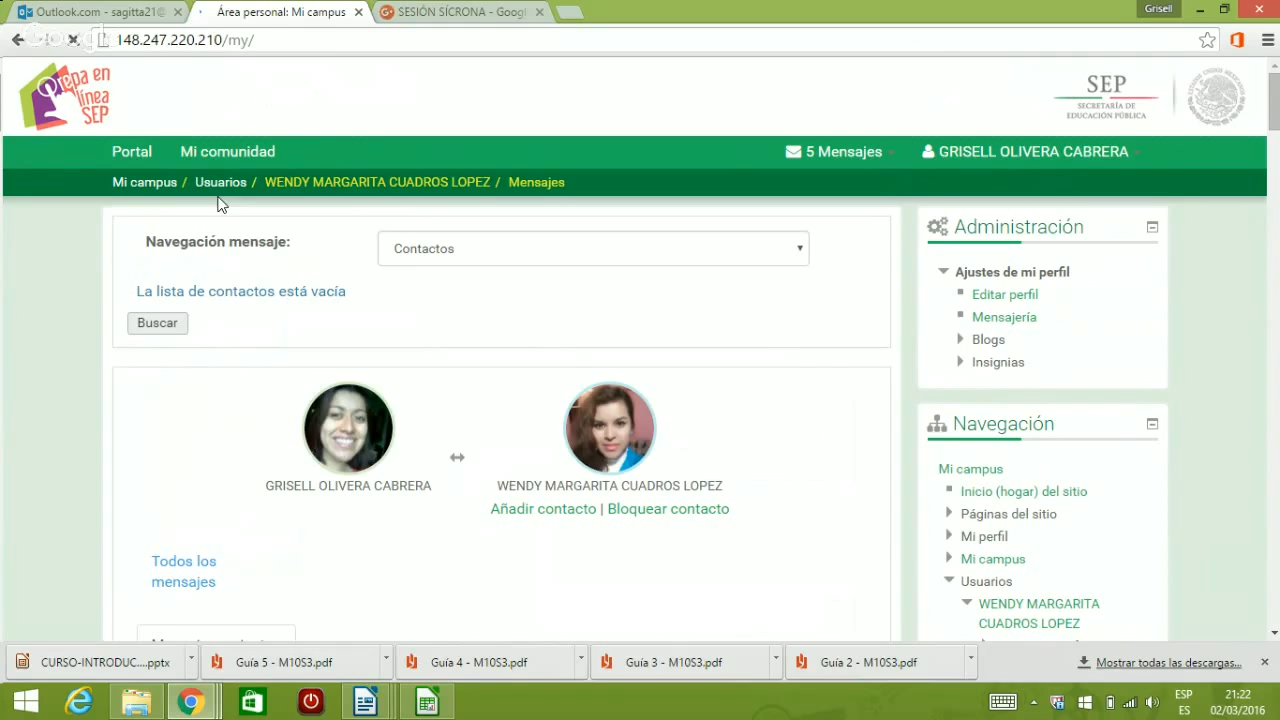 Outlook.com - sagitta21@
Área personal: Mi campus
SESIÓN SÍCRONA - Googl
Grisell
148.247.220.210/my/
Prepa en
línea
SEP
SEP
SECRETARÍA DE
EDUCACIÓN PÚBLICA
Portal Mi comunidad 5 Mensajes GRISELL OLIVERA CABRERA
Mi campus / Usuarios / WENDY MARGARITA CUADROS LOPEZ / Mensajes
Navegación mensaje:
Contactos
La lista de contactos está vacía
Buscar
GRISELL OLIVERA CABRERA
WENDY MARGARITA CUADROS LOPEZ
Añadir contacto | Bloquear contacto
Todos los
mensajes
Administración
Ajustes de mi perfil
Editar perfil
Mensajería
Blogs
Insignias
Navegación
Mi campus
Inicio (hogar) del sitio
Páginas del sitio
Mi perfil
Mi campus
Usuarios
WENDY MARGARITA
CUADROS LOPEZ
CURSO-INTRODUC....pptx
Guía 5 - M10S3.pdf
Guía 4 - M10S3.pdf
Guía 3 - M10S3.pdf
Guía 2 - M10S3.pdf
Mostrar todas las descargas...
ESP
ES
21:22
02/03/2016